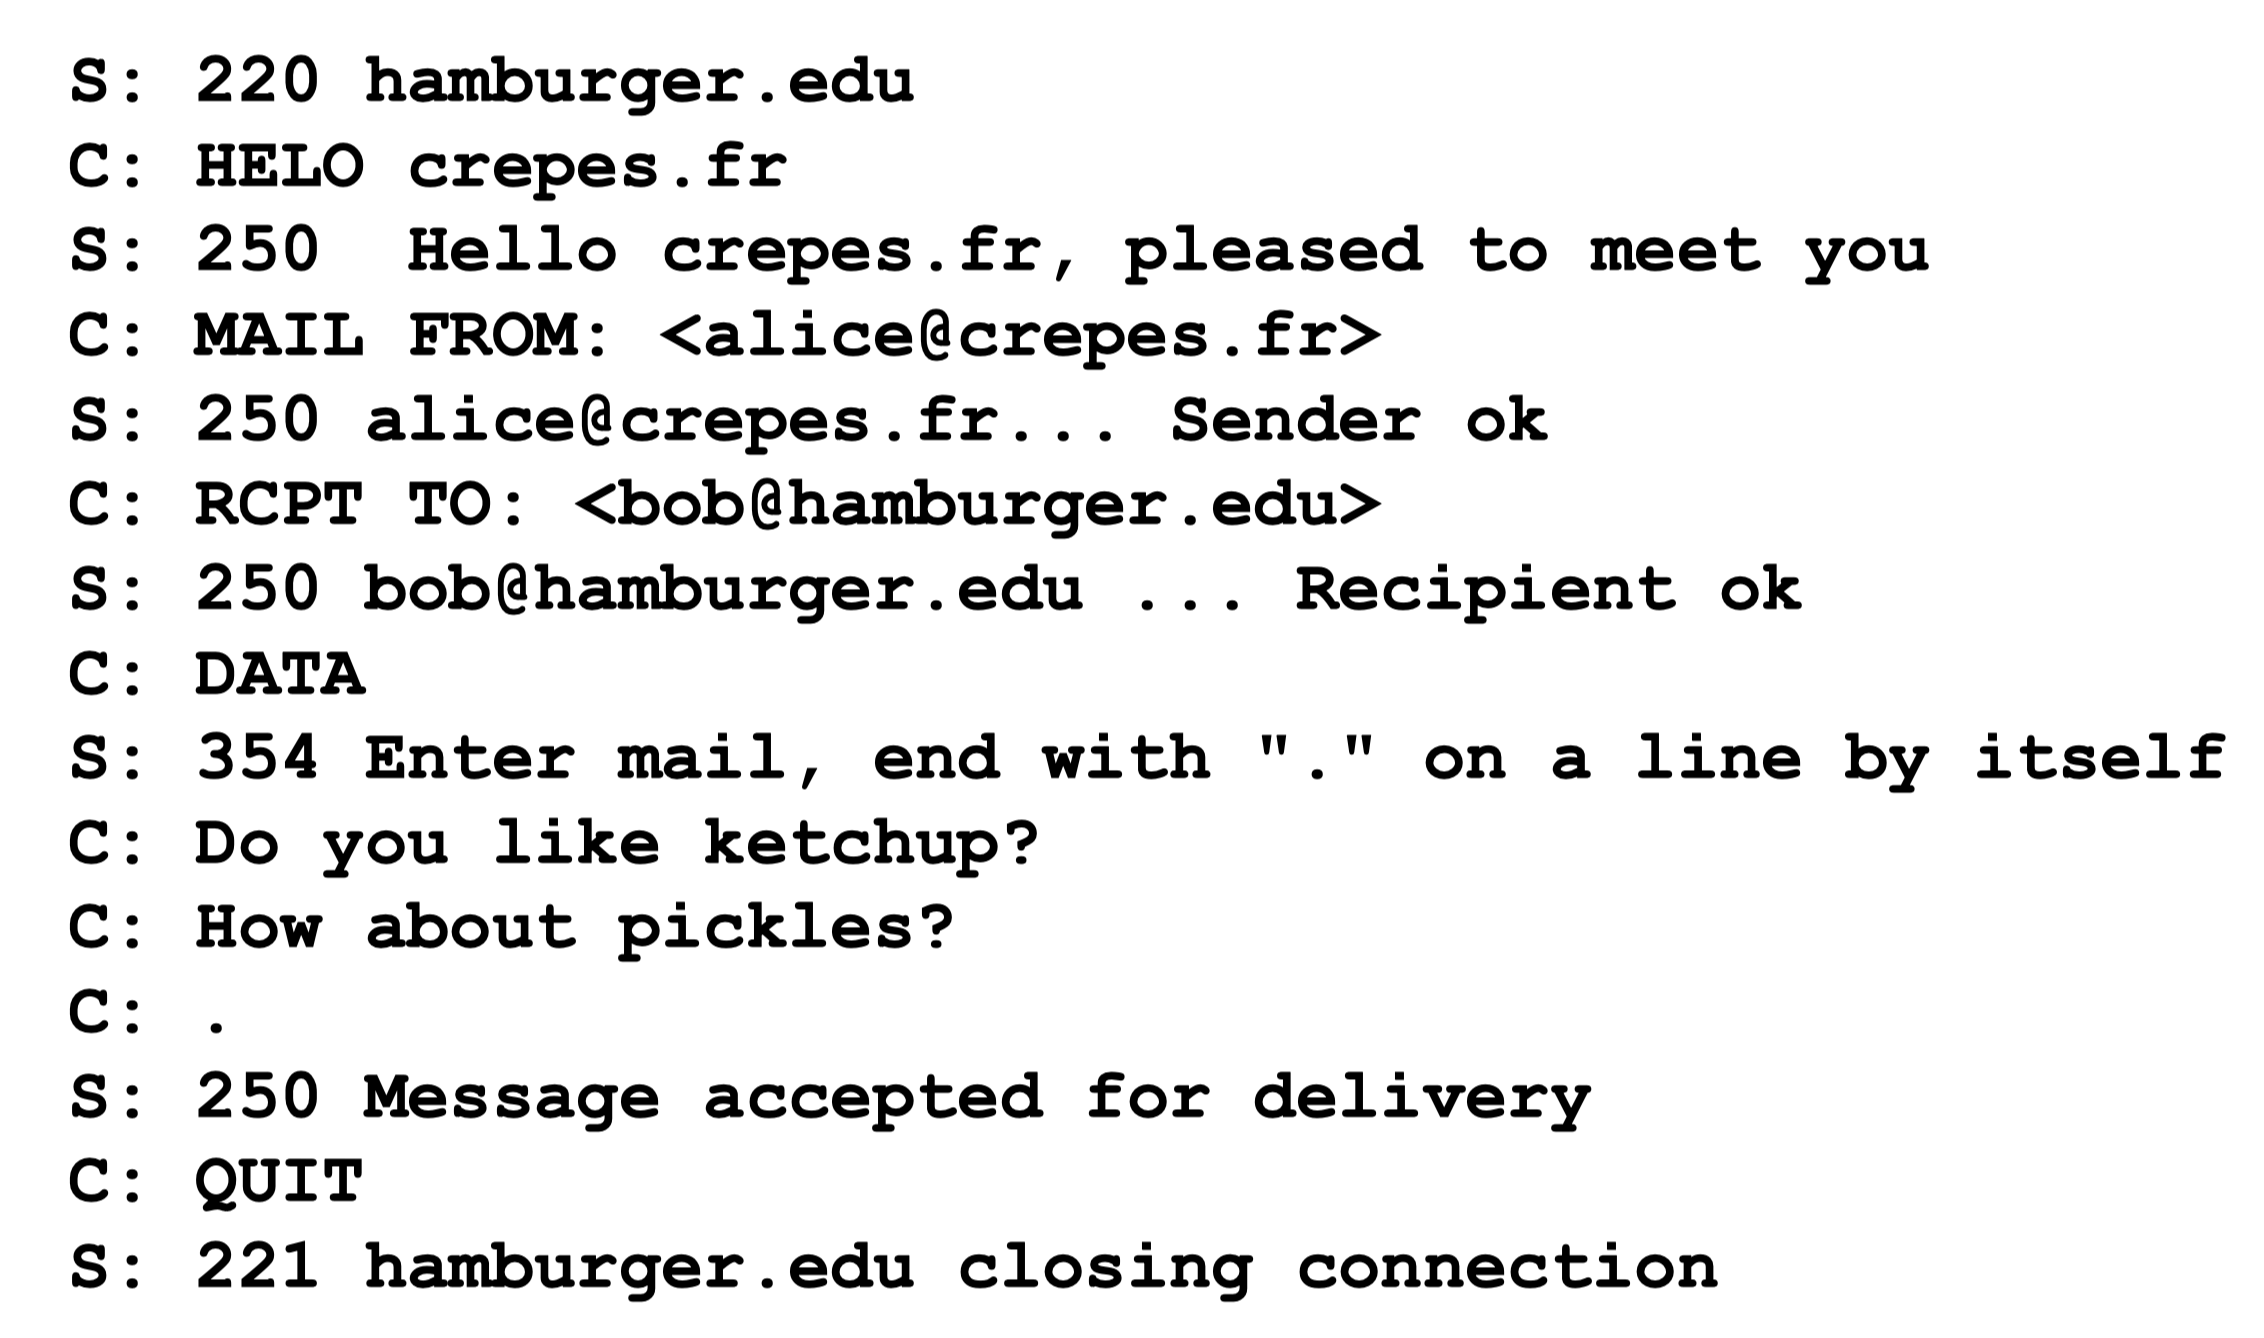 S: 220 hamburger.edu
C: HELO crepes.fr
S: 250  Hello crepes.fr, pleased to meet you
C: MAIL FROM: <alice@crepes.fr>
S: 250 alice@crepes.fr... Sender ok
C: RCPT TO: <bob@hamburger.edu>
S: 250 bob@hamburger.edu ... Recipient ok
C: DATA
S: 354 Enter mail, end with "." on a line by itself
C: Do you like ketchup?
C: How about pickles?
C: .
S: 250 Message accepted for delivery
C: QUIT
S: 221 hamburger.edu closing connection